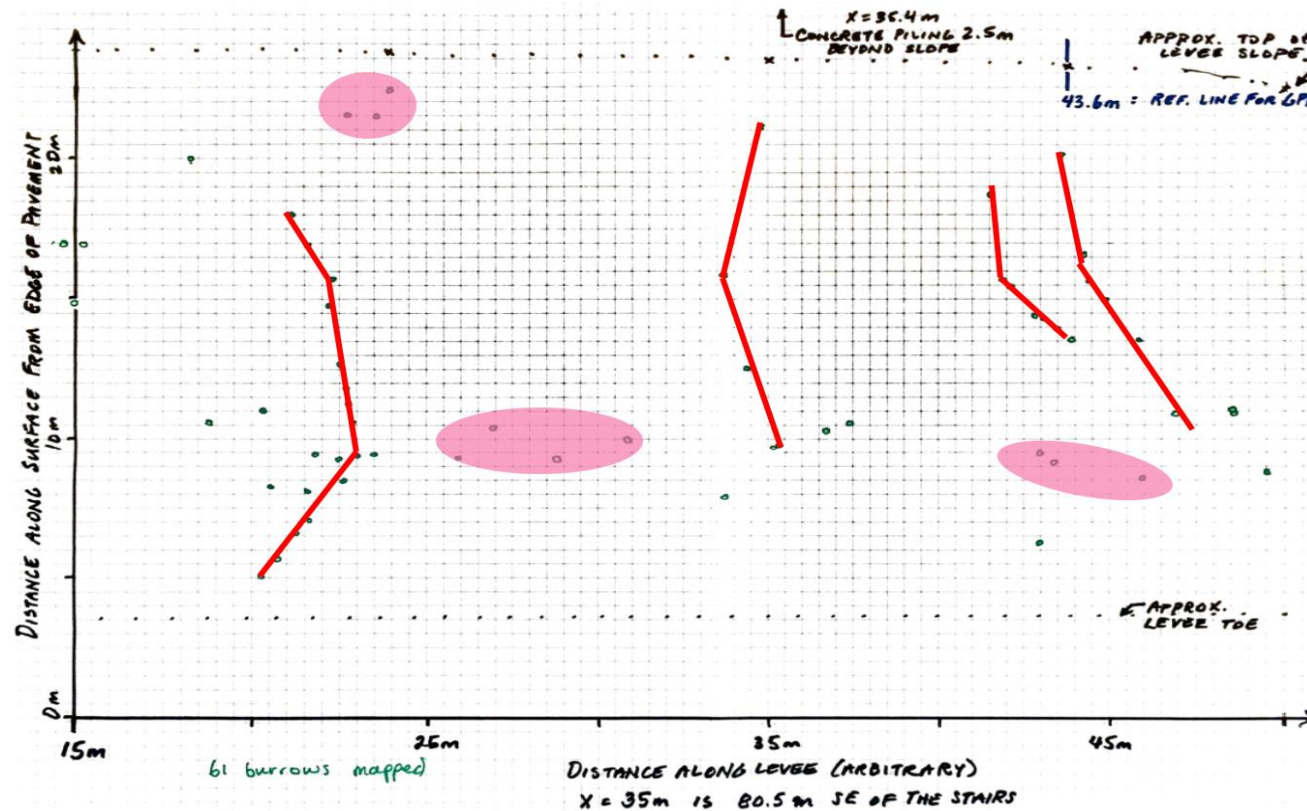 X = 35.4 m
CONCRETE PILING 2.5m
BEYOND SLOPE
APPROX. TOP OF
LEVEE SLOPE
43.6m = REF. LINE FOR GP
DISTANCE ALONG SURFACE FROM EDGE OF PAVEMENT
20m
10m
0m
APPROX.
LEVEE TOE
15m
25m
35m
45m
61 burrows mapped
DISTANCE ALONG LEVEE (ARBITRARY)
X = 35m IS 80.5m SE OF THE STAIRS